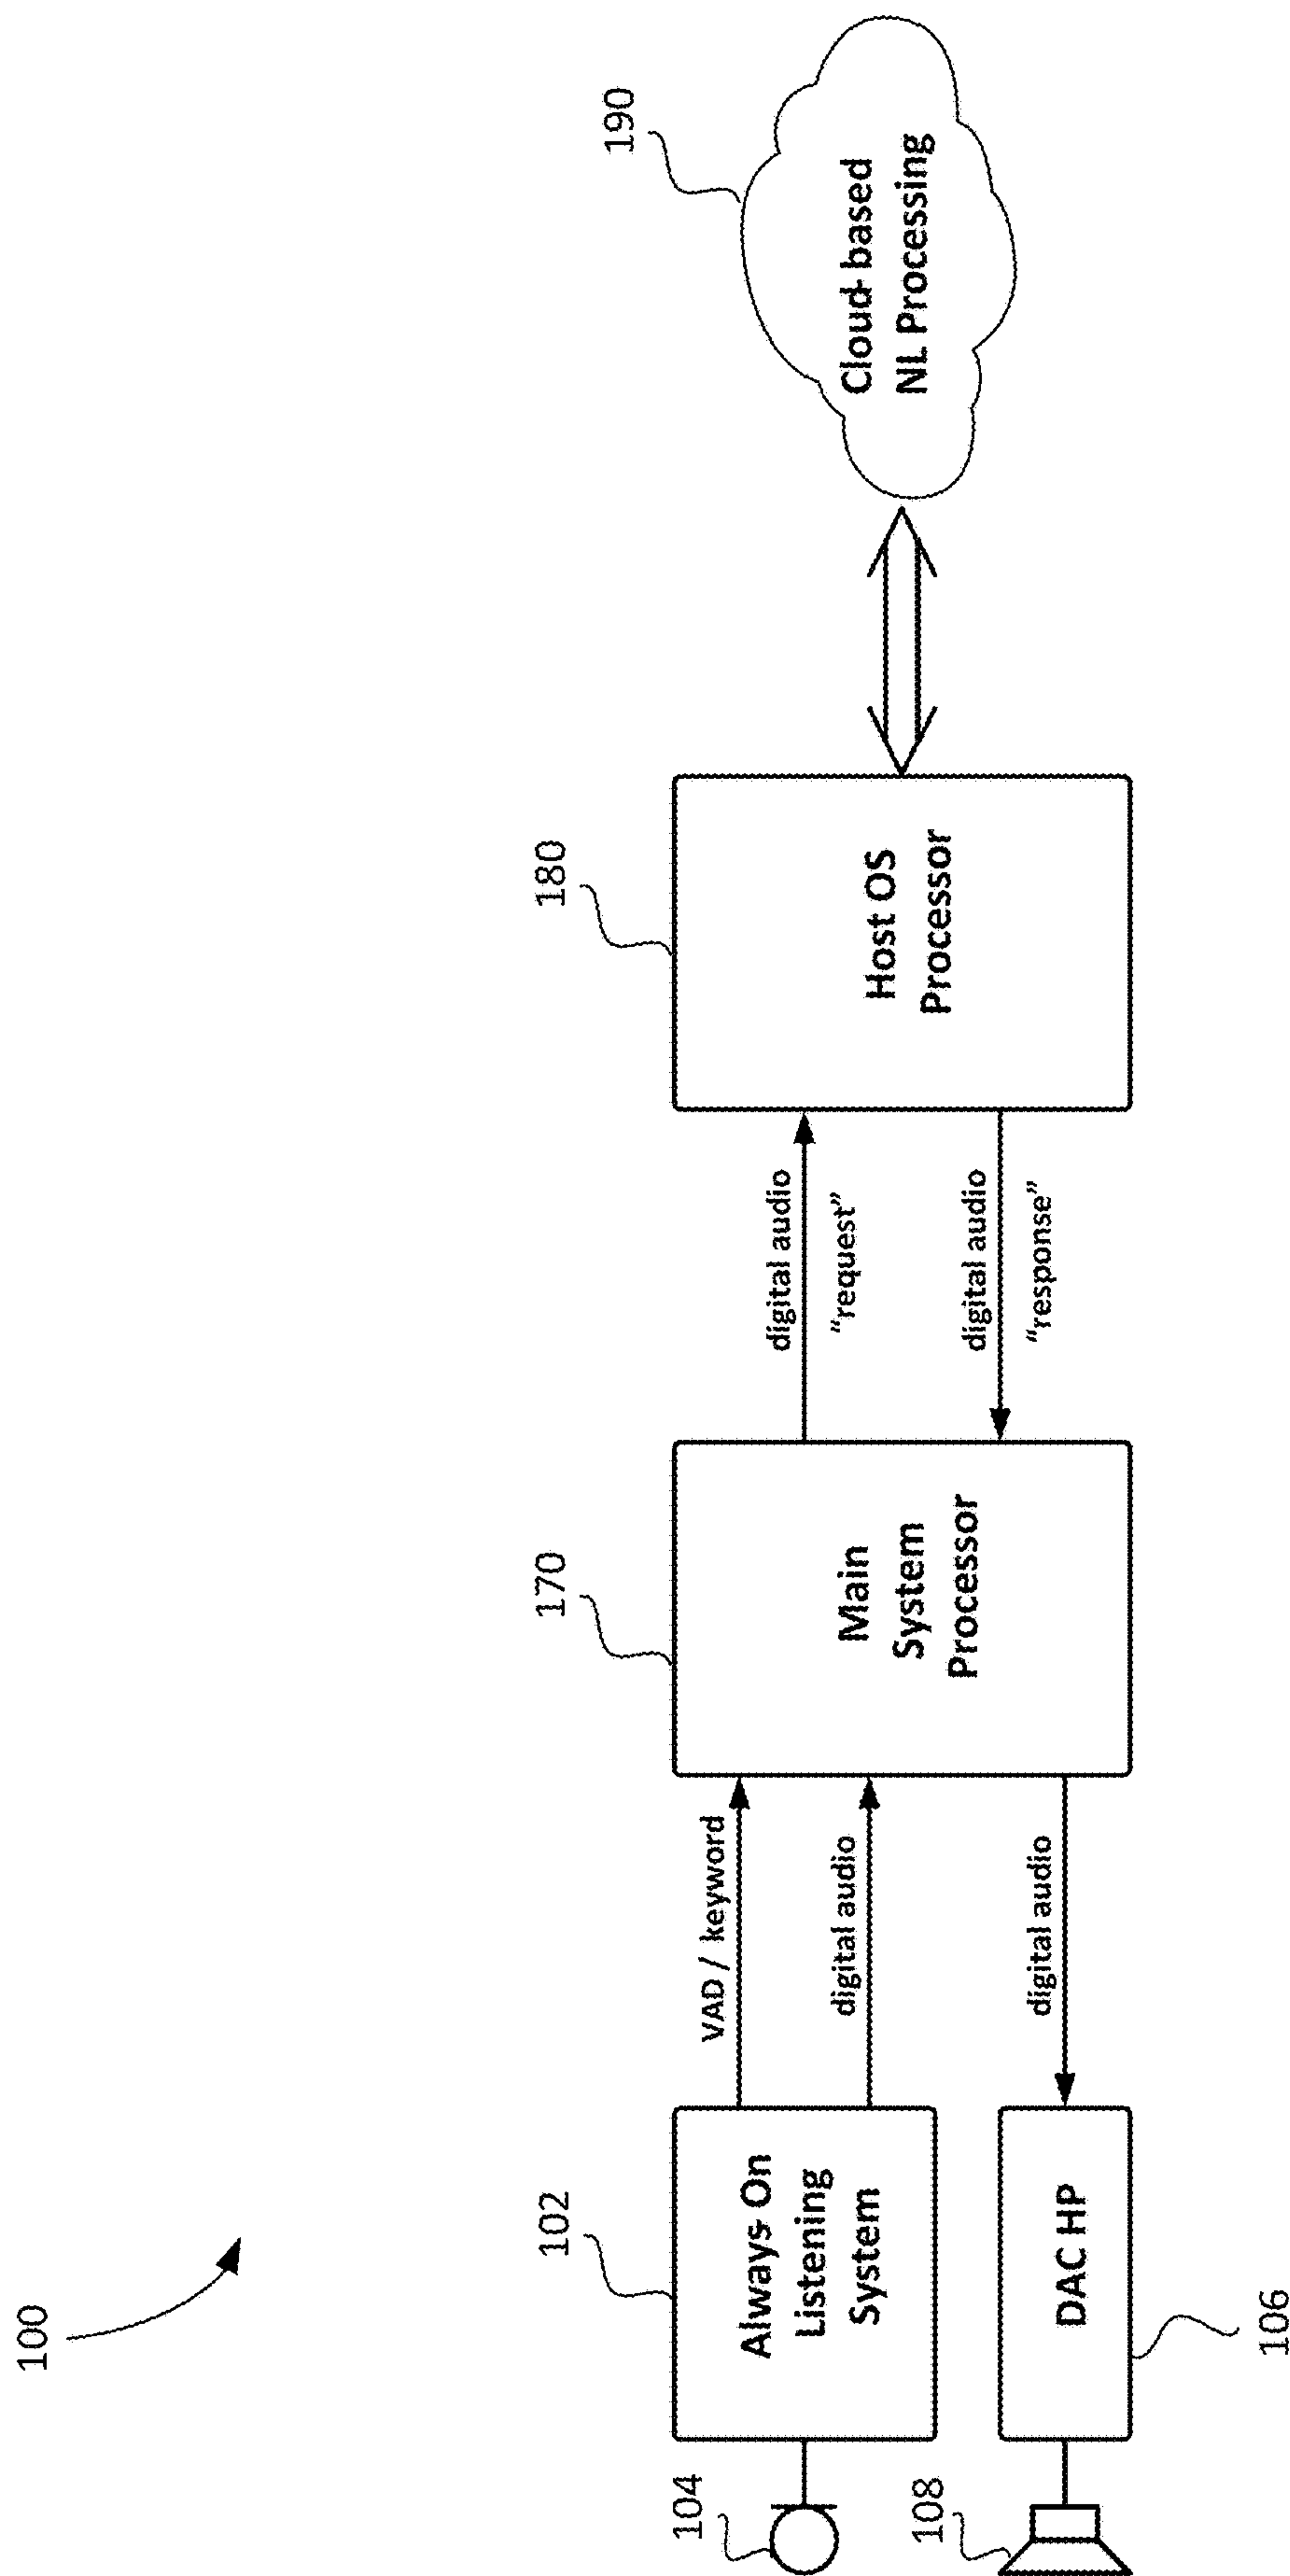 100
104
102
Always On
Listening
System
108
DAC HP
106
VAD / keyword
digital audio
digital audio
170
Main
System
Processor
digital audio
“request”
digital audio
“response”
180
Host OS
Processor
190
Cloud-based
NL Processing